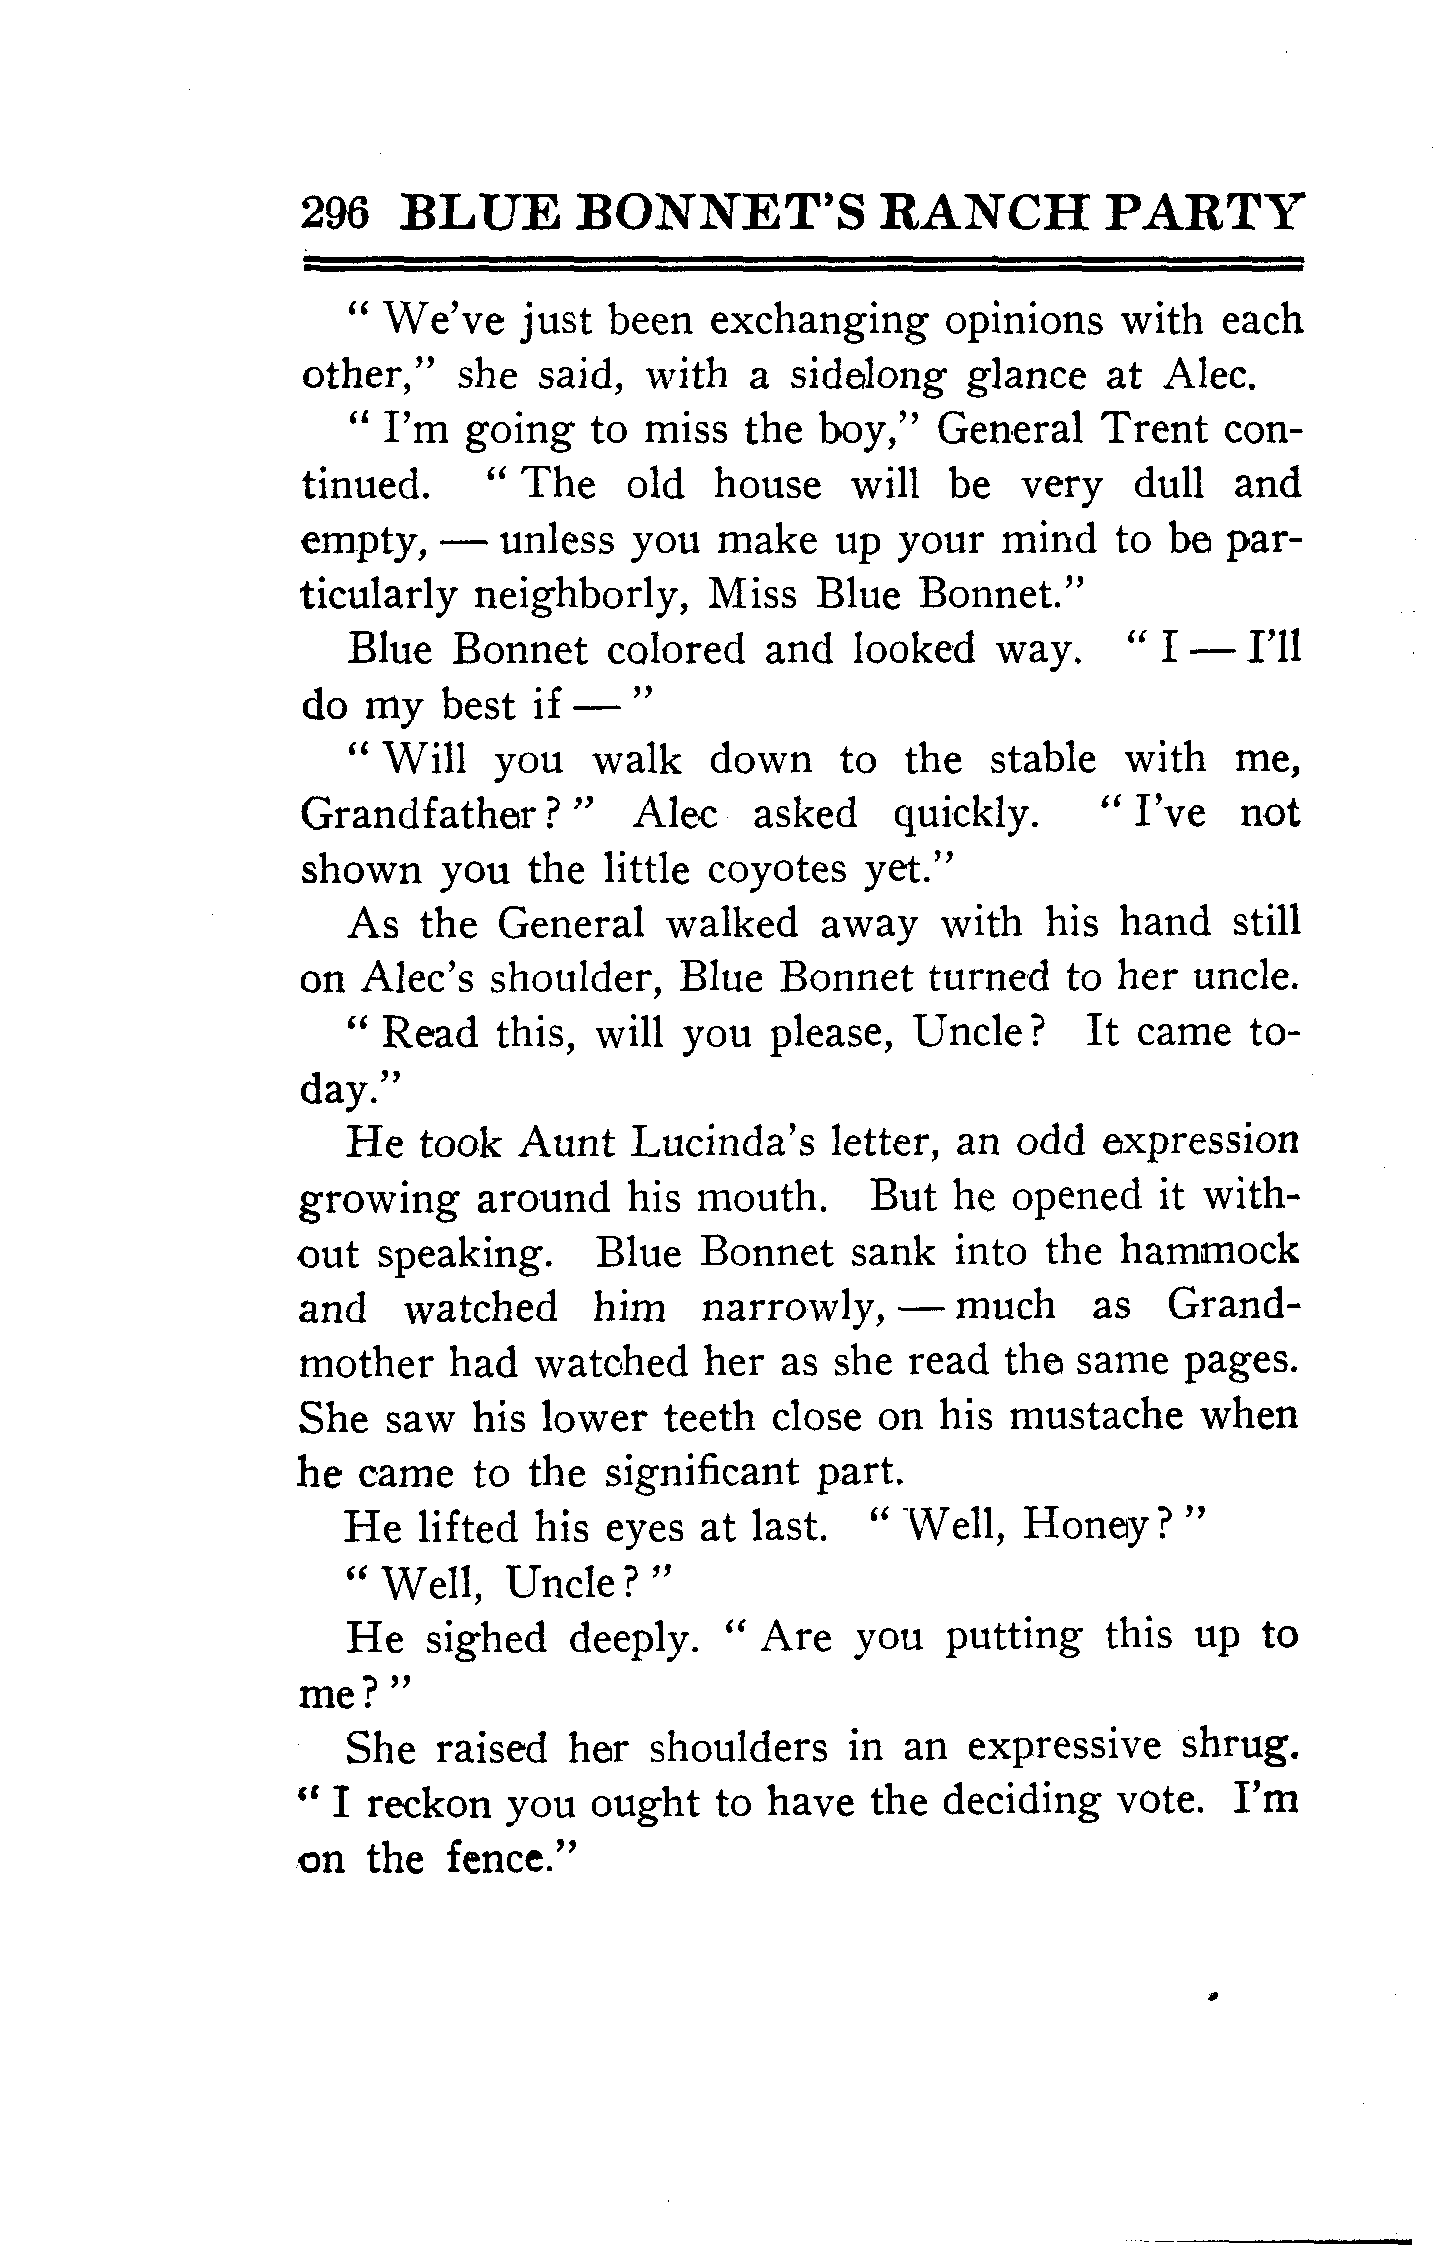 296 BLUE BONNET'S RANCH PARTY
" We've just been exchanging opinions with each
other," she said, with a sidelong glance at Alec.
" I'm going to miss the boy," General Trent con-
tinued. " The old house will be very dull and
empty, — unless you make up your mind to be par-
ticularly neighborly, Miss Blue Bonnet."
Blue Bonnet colored and looked way. " I — I'll
do my best if — "
" Will you walk down to the stable with me,
Grandfather? " Alec asked quickly. " I've not
shown you the little coyotes yet."
As the General walked away with his hand still
on Alec's shoulder, Blue Bonnet turned to her uncle.
" Read this, will you please, Uncle? It came to-
day."
He took Aunt Lucinda's letter, an odd expression
growing around his mouth. But he opened it with-
out speaking. Blue Bonnet sank into the hammock
and watched him narrowly, — much as Grand-
mother had watched her as she read the same pages.
She saw his lower teeth close on his mustache when
he came to the significant part.
He lifted his eyes at last. " Well, Honey? "
" Well, Uncle? "
He sighed deeply. " Are you putting this up to
me? "
She raised her shoulders in an expressive shrug.
" I reckon you ought to have the deciding vote. I'm
on the fence."